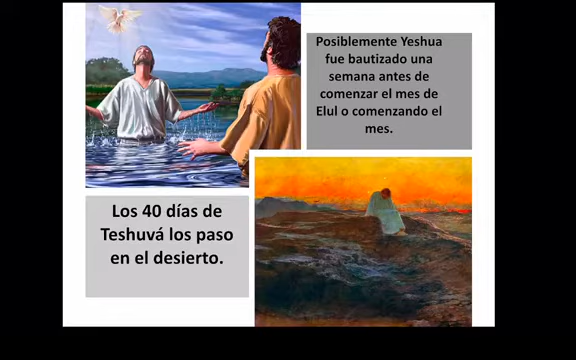 Posiblemente Yeshua
fue bautizado una
semana antes de
comenzar el mes de
Elul o comenzando el
mes.
Los 40 días de
Teshuvá los paso
en el desierto.